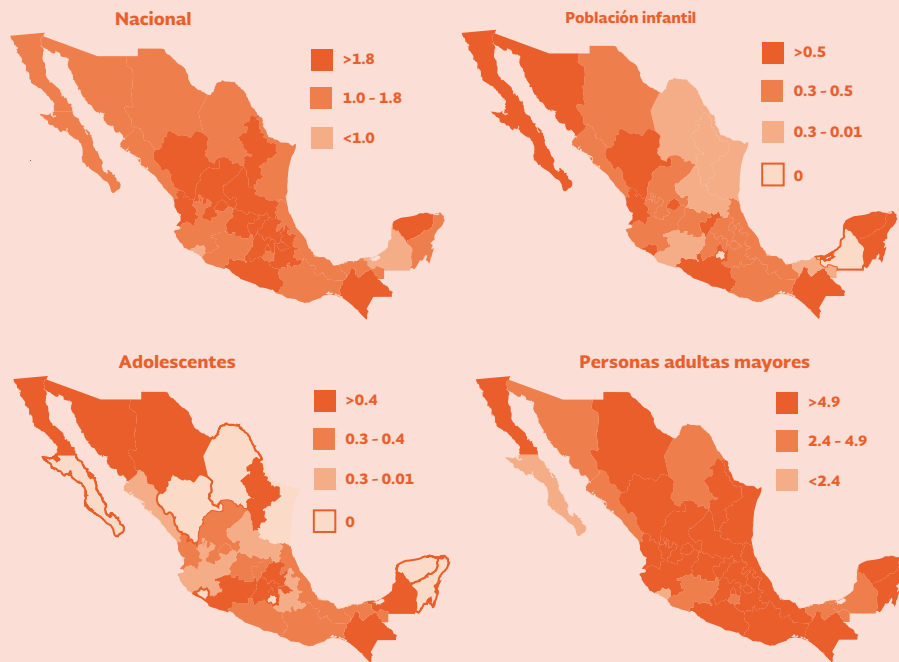 Nacional
>1.8
1.0 – 1.8
<1.0
Población infantil
>0.5
0.3 – 0.5
0.3 – 0.01
0
Adolescentes
>0.4
0.3 – 0.4
0.3 – 0.01
0
Personas adultas mayores
>4.9
2.4 – 4.9
<2.4